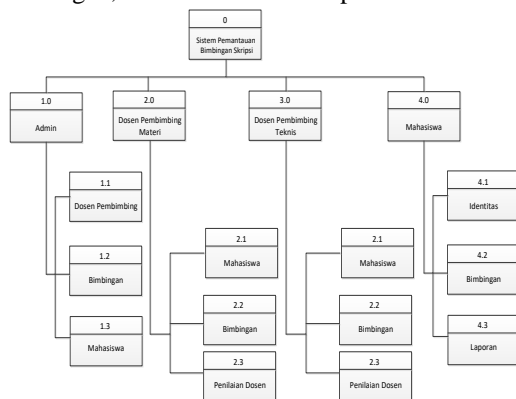 0
Sistem Pemantauan
Bimbingan Skripsi
1.0
Admin
2.0
Dosen Pembimbing
Materi
3.0
Dosen Pembimbing
Teknis
4.0
Mahasiswa
1.1
Dosen Pembimbing
1.2
Bimbingan
1.3
Mahasiswa
2.1
Mahasiswa
2.2
Bimbingan
2.3
Penilaian Dosen
2.1
Mahasiswa
2.2
Bimbingan
2.3
Penilaian Dosen
4.1
Identitas
4.2
Bimbingan
4.3
Laporan